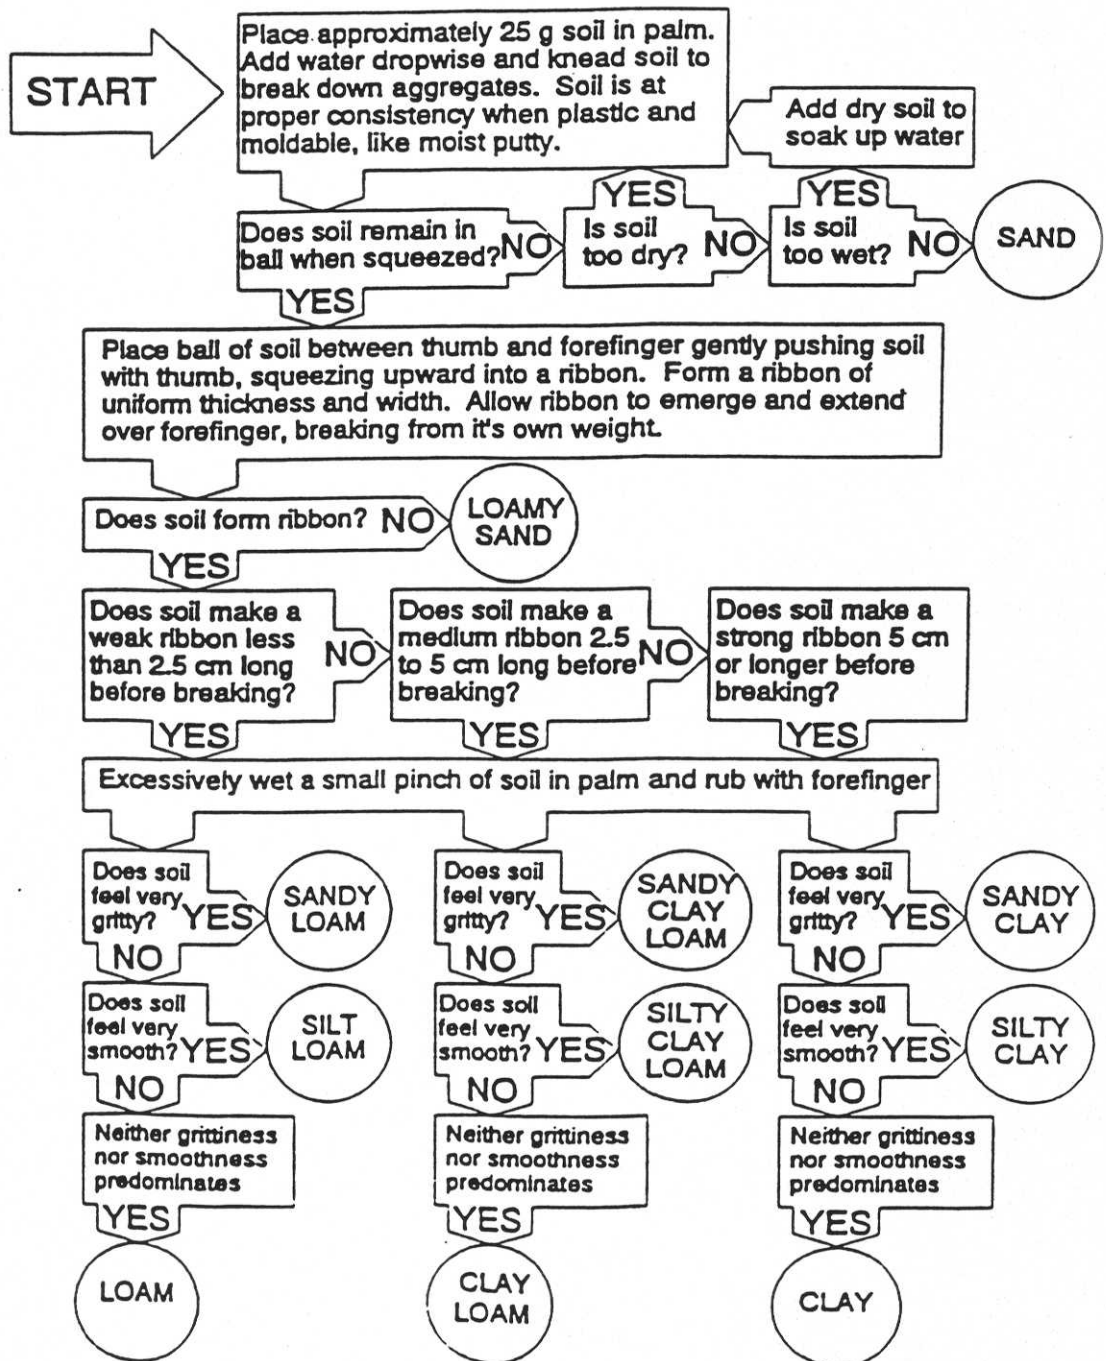 START
Place approximately 25 g soil in palm.
Add water dropwise and knead soil to
break down aggregates. Soil is at
proper consistency when plastic and
moldable, like moist putty.
Add dry soil to
soak up water
YES
YES
Does soil remain in
ball when squeezed?
NO
Is soil
too dry?
NO
Is soil
too wet?
NO
SAND
YES
Place ball of soil between thumb and forefinger gently pushing soil
with thumb, squeezing upward into a ribbon. Form a ribbon of
uniform thickness and width. Allow ribbon to emerge and extend
over forefinger, breaking from it's own weight.
Does soil form ribbon?
NO
LOAMY
SAND
YES
Does soil make a
weak ribbon less
than 2.5 cm long
before breaking?
NO
Does soil make a
medium ribbon 2.5
to 5 cm long before
breaking?
NO
Does soil make a
strong ribbon 5 cm
or longer before
breaking?
YES
YES
YES
Excessively wet a small pinch of soil in palm and rub with forefinger
Does soil
feel very
gritty?
YES
SANDY
LOAM
Does soil
feel very
gritty?
YES
SANDY
CLAY
LOAM
Does soil
feel very
gritty?
YES
SANDY
CLAY
NO
NO
NO
Does soil
feel very
smooth?
YES
SILT
LOAM
Does soil
feel very
smooth?
YES
SILTY
CLAY
LOAM
Does soil
feel very
smooth?
YES
SILTY
CLAY
NO
NO
NO
Neither grittiness
nor smoothness
predominates
Neither grittiness
nor smoothness
predominates
Neither grittiness
nor smoothness
predominates
YES
YES
YES
LOAM
CLAY
LOAM
CLAY